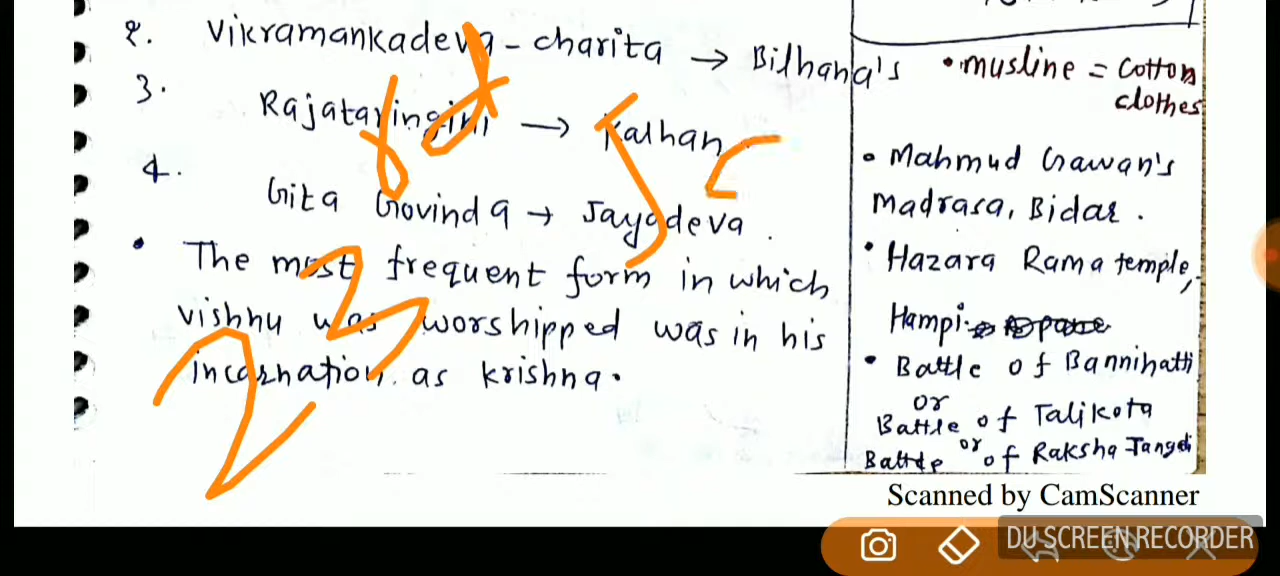 2. Vikramankadeva - charita → Bilhana's
3. Rajataringini → Kalhan
4. Gita Govinda → Jayadeva.
• The most frequent form in which
vishnu was worshipped was in his
incarnation as krishna.
• musline = cotton
clothes
• Mahmud Gawan's
madrasa, Bidar.
• Hazara Rama temple,
Hampi.
• Battle of Bannihatti
or
Battle of Talikota
or
Battle of Raksha-Tangdi
Scanned by CamScanner
DU SCREEN RECORDER